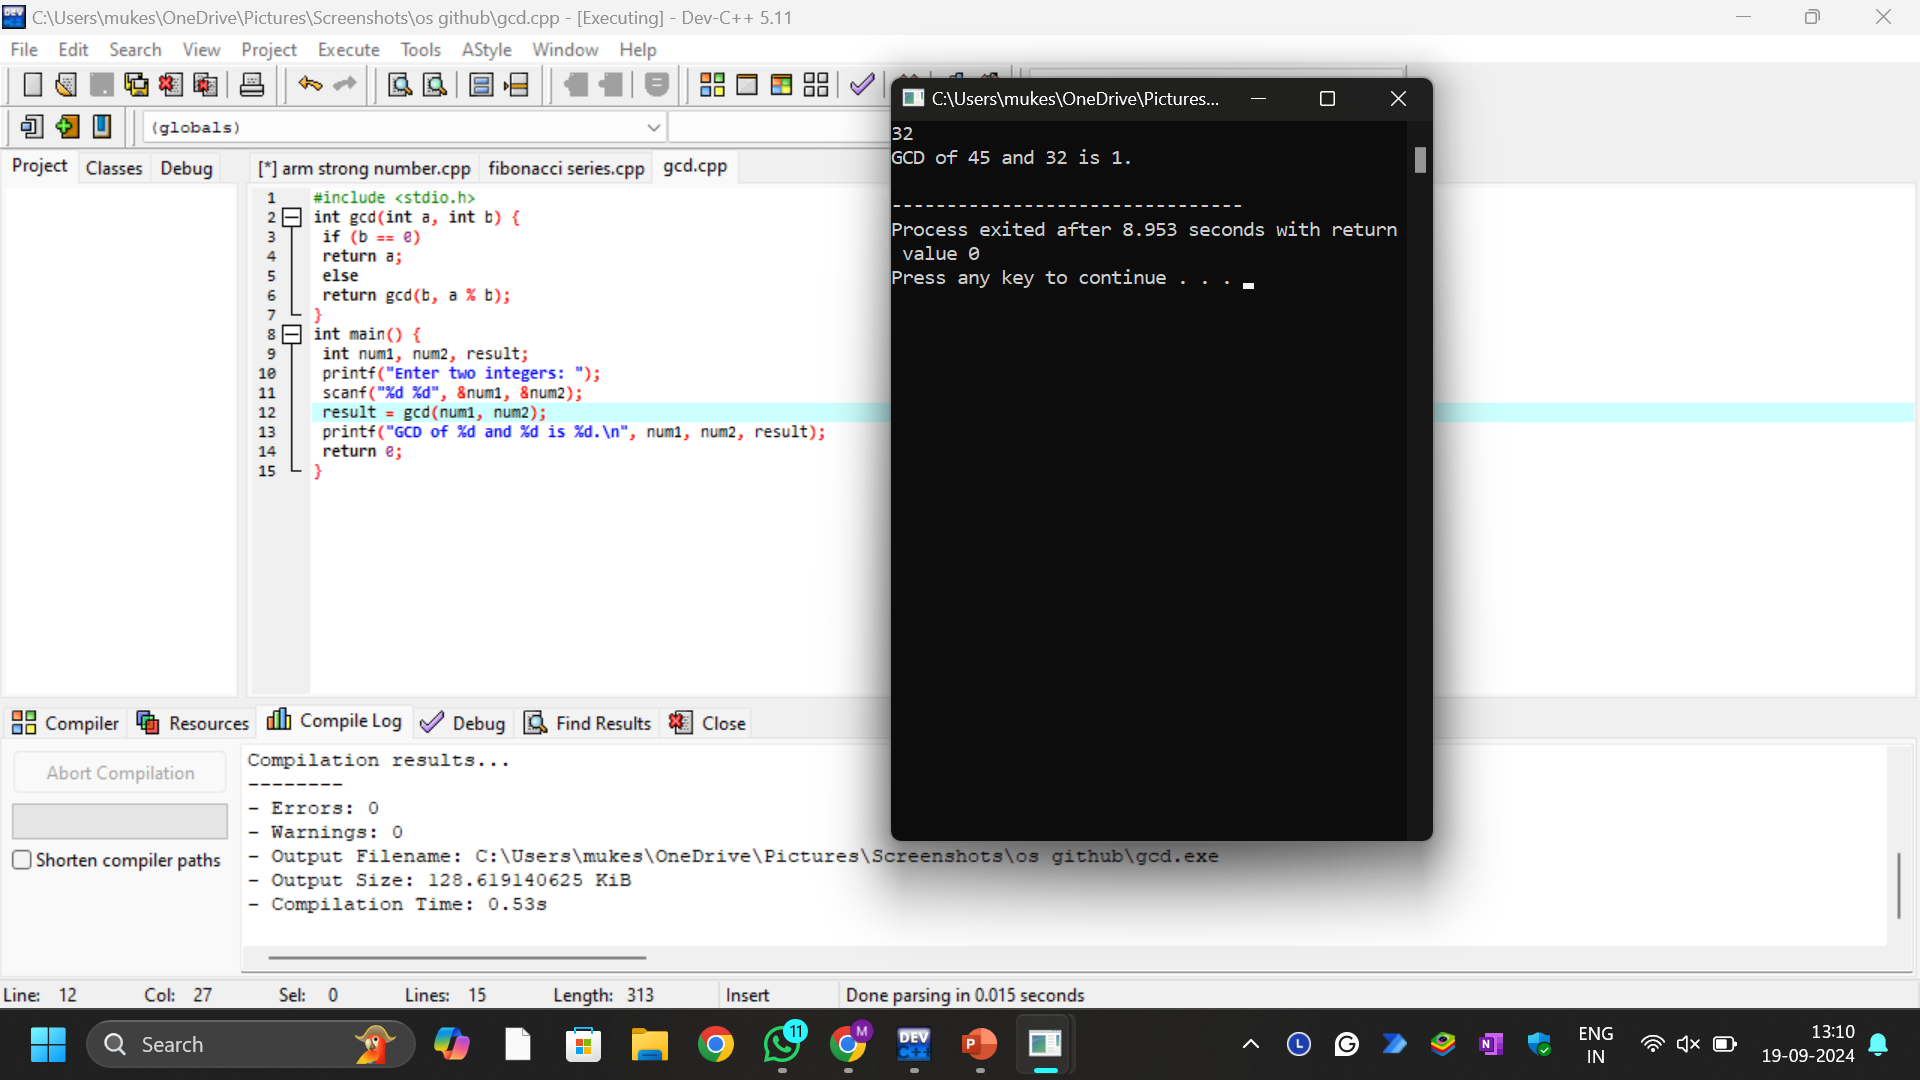 C:\Users\mukes\OneDrive\Pictures\Screenshots\os github\gcd.cpp - [Executing] - Dev-C++ 5.11
File Edit Search View Project Execute Tools AStyle Window Help
(globals)
Project Classes Debug
[*] arm strong number.cpp fibonacci series.cpp gcd.cpp
1 #include <stdio.h>
2 int gcd(int a, int b) {
3 if (b == 0)
4 return a;
5 else
6 return gcd(b, a % b);
7 }
8 int main() {
9 int num1, num2, result;
10 printf("Enter two integers: ");
11 scanf("%d %d", &num1, &num2);
12 result = gcd(num1, num2);
13 printf("GCD of %d and %d is %d.\n", num1, num2, result);
14 return 0;
15 }
C:\Users\mukes\OneDrive\Pictures...
32
GCD of 45 and 32 is 1.
--------------------------------
Process exited after 8.953 seconds with return
value 0
Press any key to continue . . .
Compiler Resources Compile Log Debug Find Results Close
Abort Compilation
Shorten compiler paths
Compilation results...
--------
- Errors: 0
- Warnings: 0
- Output Filename: C:\Users\mukes\OneDrive\Pictures\Screenshots\os github\gcd.exe
- Output Size: 128.619140625 KiB
- Compilation Time: 0.53s
Line: 12 Col: 27 Sel: 0 Lines: 15 Length: 313 Insert Done parsing in 0.015 seconds
Search
11
M
DEV
C++
P
L
G
N
ENG
IN
13:10
19-09-2024